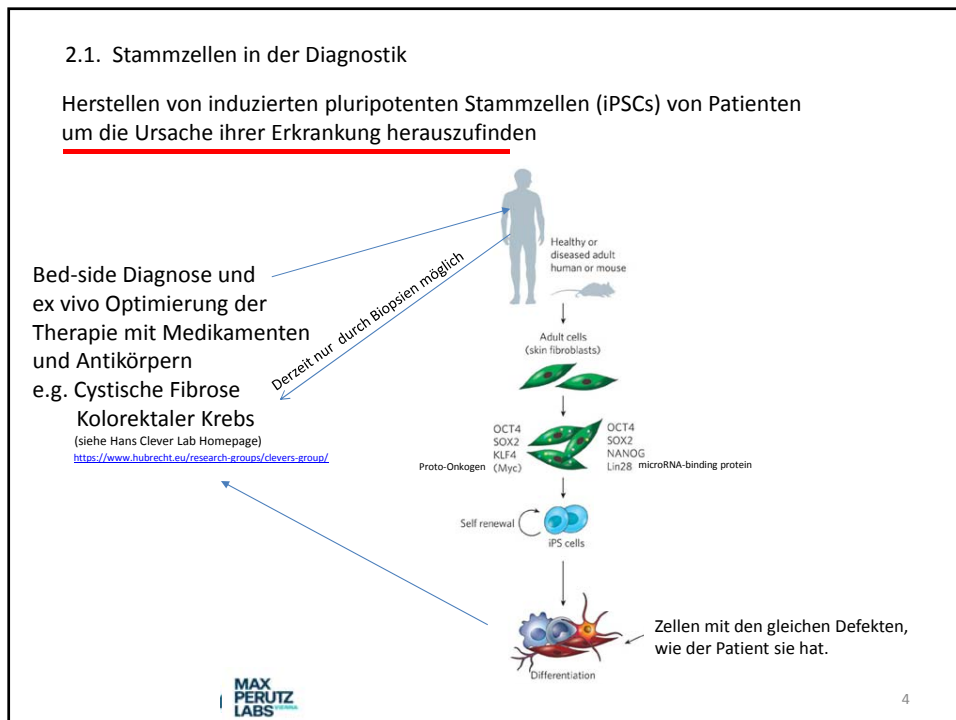 2.1. Stammzellen in der Diagnostik
Herstellen von induzierten pluripotenten Stammzellen (iPSCs) von Patienten
um die Ursache ihrer Erkrankung herauszufinden
Healthy or
diseased adult
human or mouse
Bed-side Diagnose und
ex vivo Optimierung der
Therapie mit Medikamenten
und Antikörpern
e.g. Cystische Fibrose
Kolorektaler Krebs
(siehe Hans Clever Lab Homepage)
https://www.hubrecht.eu/research-groups/clevers-group/
Derzeit nur durch Biopsien möglich
Adult cells
(skin fibroblasts)
OCT4
SOX2
KLF4
Proto-Onkogen (Myc)
OCT4
SOX2
NANOG
Lin28 microRNA-binding protein
Self renewal
iPS cells
Zellen mit den gleichen Defekten,
wie der Patient sie hat.
Differentiation
MAX
PERUTZ
LABS VIENNA
4